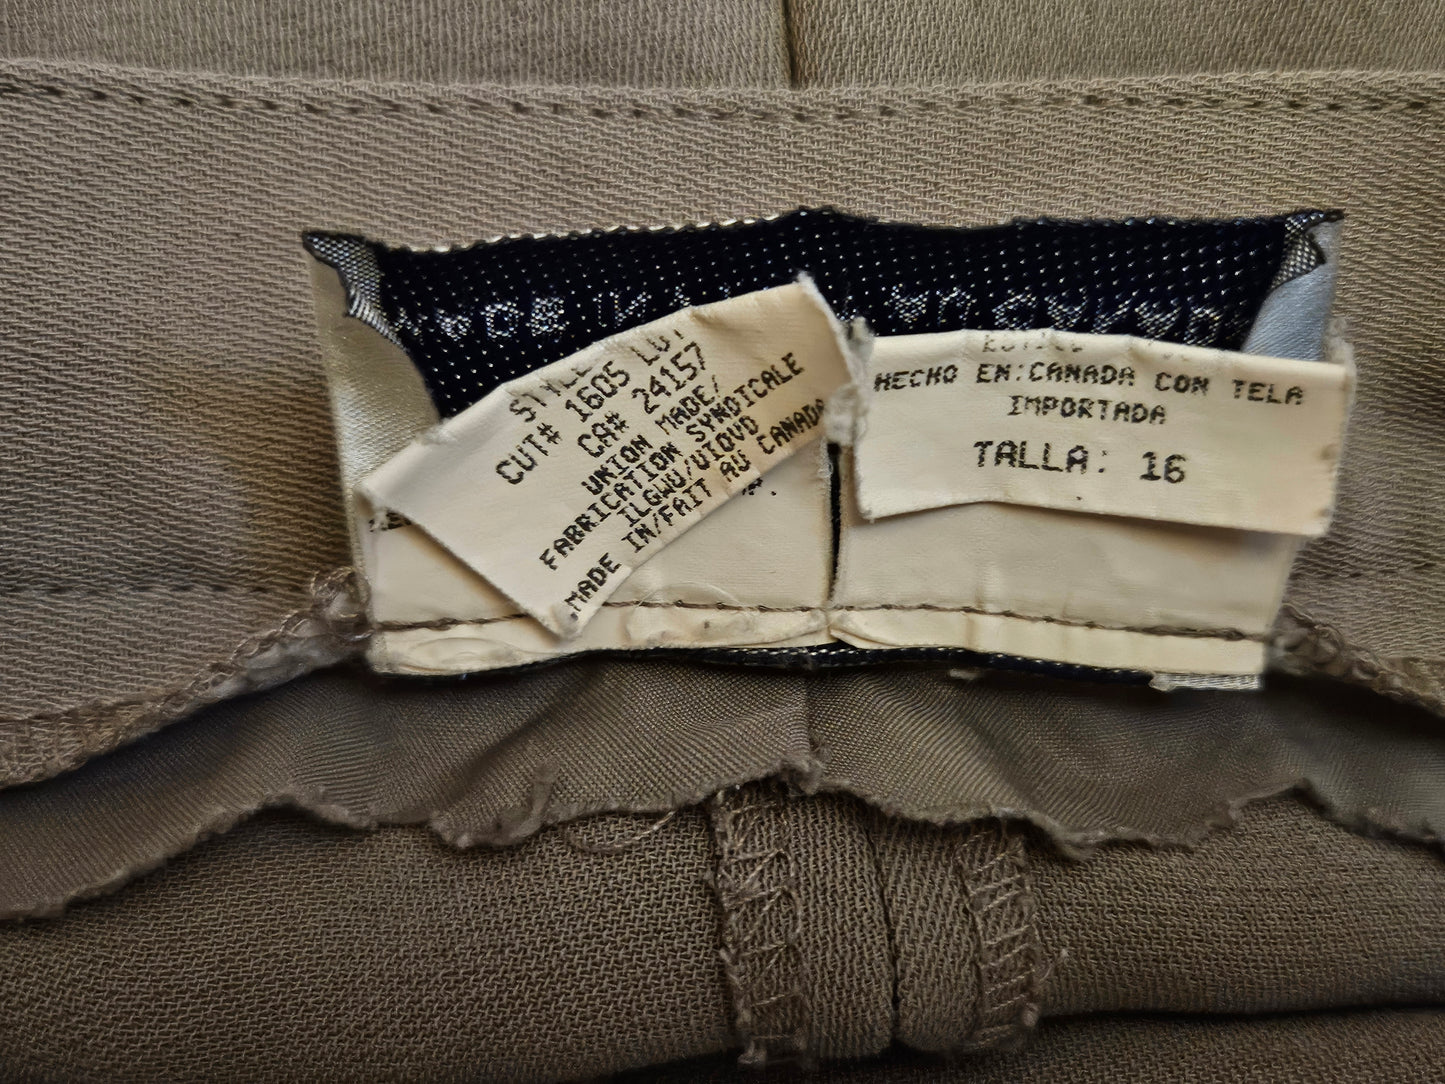 STYLE
CUT# 1605 LOT
CA# 24157
UNION MADE/
FABRICATION SYNDICALE
ILGWU/UIOVD
MADE IN/FAIT AU CANADA
HECHO EN:CANADA CON TELA
IMPORTADA
TALLA: 16